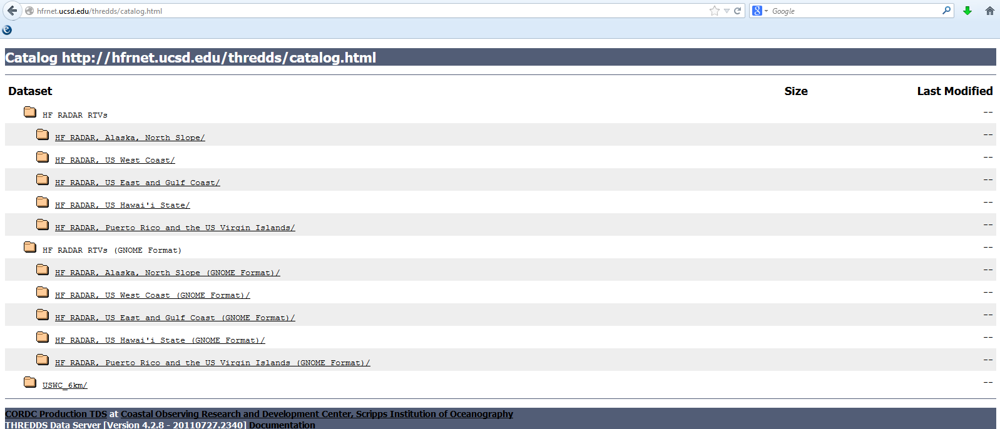 hfrnet.ucsd.edu/thredds/catalog.html
8 Google
Catalog http://hfrnet.ucsd.edu/thredds/catalog.html
Dataset Size Last Modified
HF RADAR RTVs --
HF RADAR, Alaska, North Slope/ --
HF RADAR, US West Coast/ --
HF RADAR, US East and Gulf Coast/ --
HF RADAR, US Hawai'i State/ --
HF RADAR, Puerto Rico and the US Virgin Islands/ --
HF RADAR RTVs (GNOME Format) --
HF RADAR, Alaska, North Slope (GNOME Format)/ --
HF RADAR, US West Coast (GNOME Format)/ --
HF RADAR, US East and Gulf Coast (GNOME Format)/ --
HF RADAR, US Hawai'i State (GNOME Format)/ --
HF RADAR, Puerto Rico and the US Virgin Islands (GNOME Format)/ --
USWC_6km/ --
CORDC Production TDS at Coastal Observing Research and Development Center, Scripps Institution of Oceanography
THREDDS Data Server [Version 4.2.8 - 20110727.2340] Documentation